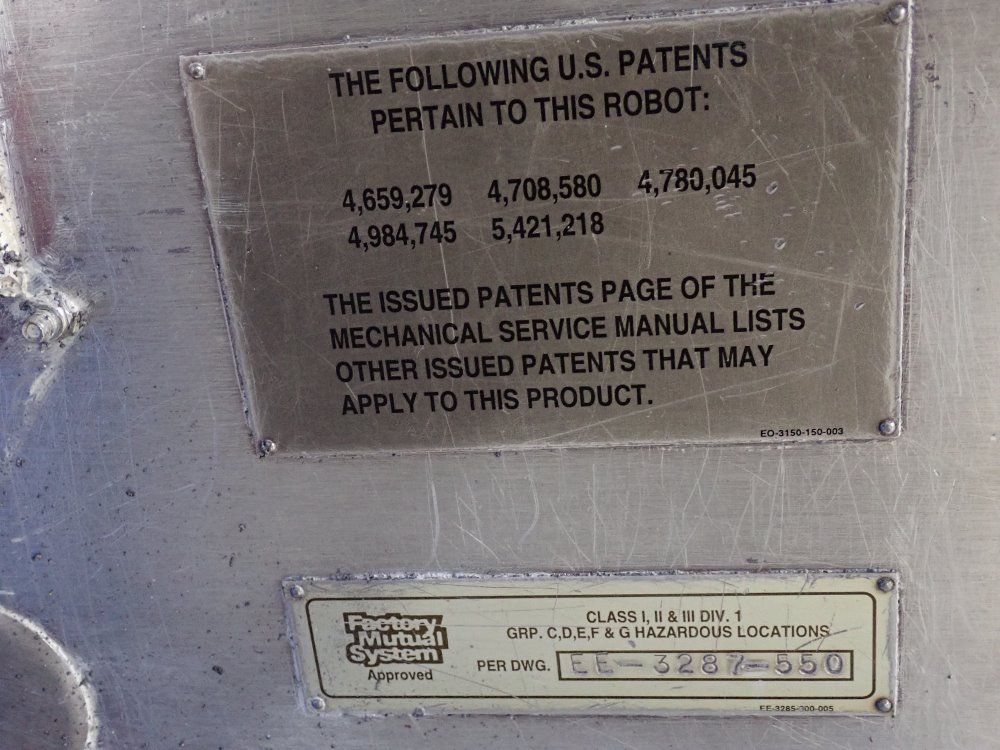 THE FOLLOWING U.S. PATENTS
PERTAIN TO THIS ROBOT:
4,659,279 4,708,580 4,780,045
4,984,745 5,421,218
THE ISSUED PATENTS PAGE OF THE
MECHANICAL SERVICE MANUAL LISTS
OTHER ISSUED PATENTS THAT MAY
APPLY TO THIS PRODUCT.
EO-3150-150-003
Factory
Mutual
System
Approved
CLASS I, II & III DIV. 1
GRP. C,D,E,F & G HAZARDOUS LOCATIONS
PER DWG. EE-3287-550
EE-3285-300-005